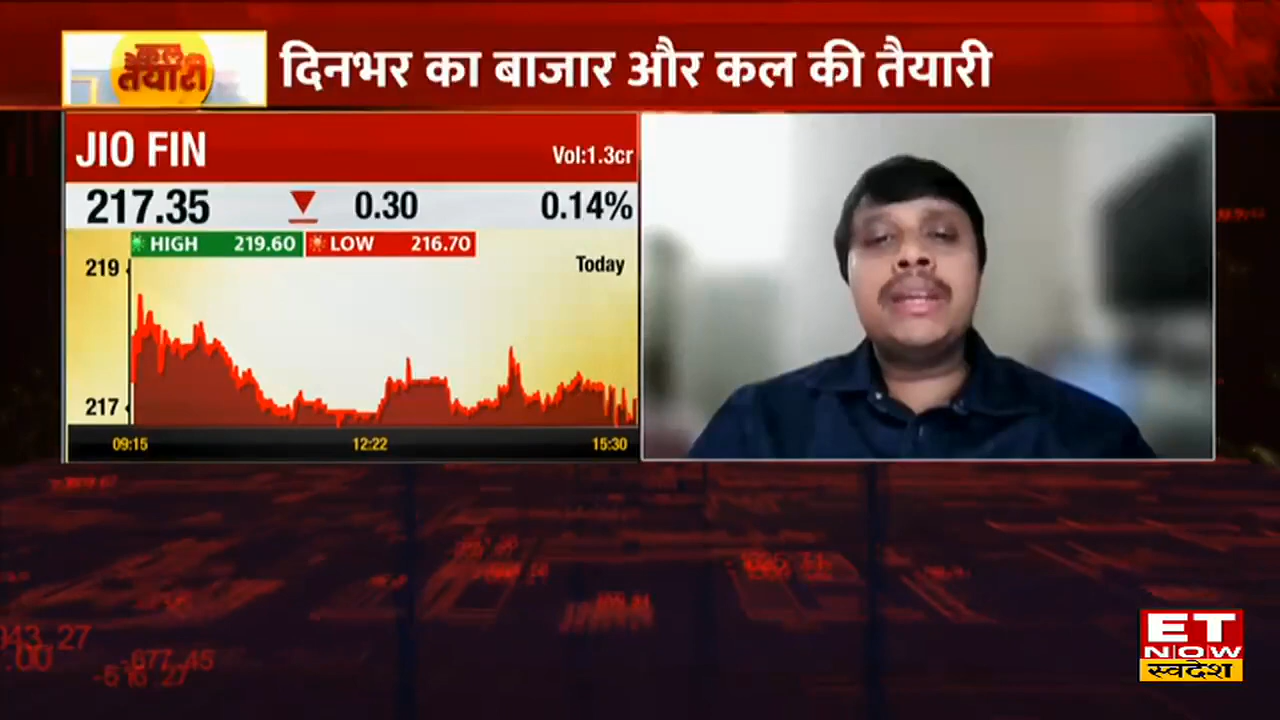 कल की तैयारी
दिनभर का बाजार और कल की तैयारी
JIO FIN
Vol:1.3cr
217.35 ▼ 0.30 0.14%
HIGH 219.60 LOW 216.70
Today
219
217
09:15 12:22 15:30
ET
NOW
स्वदेश